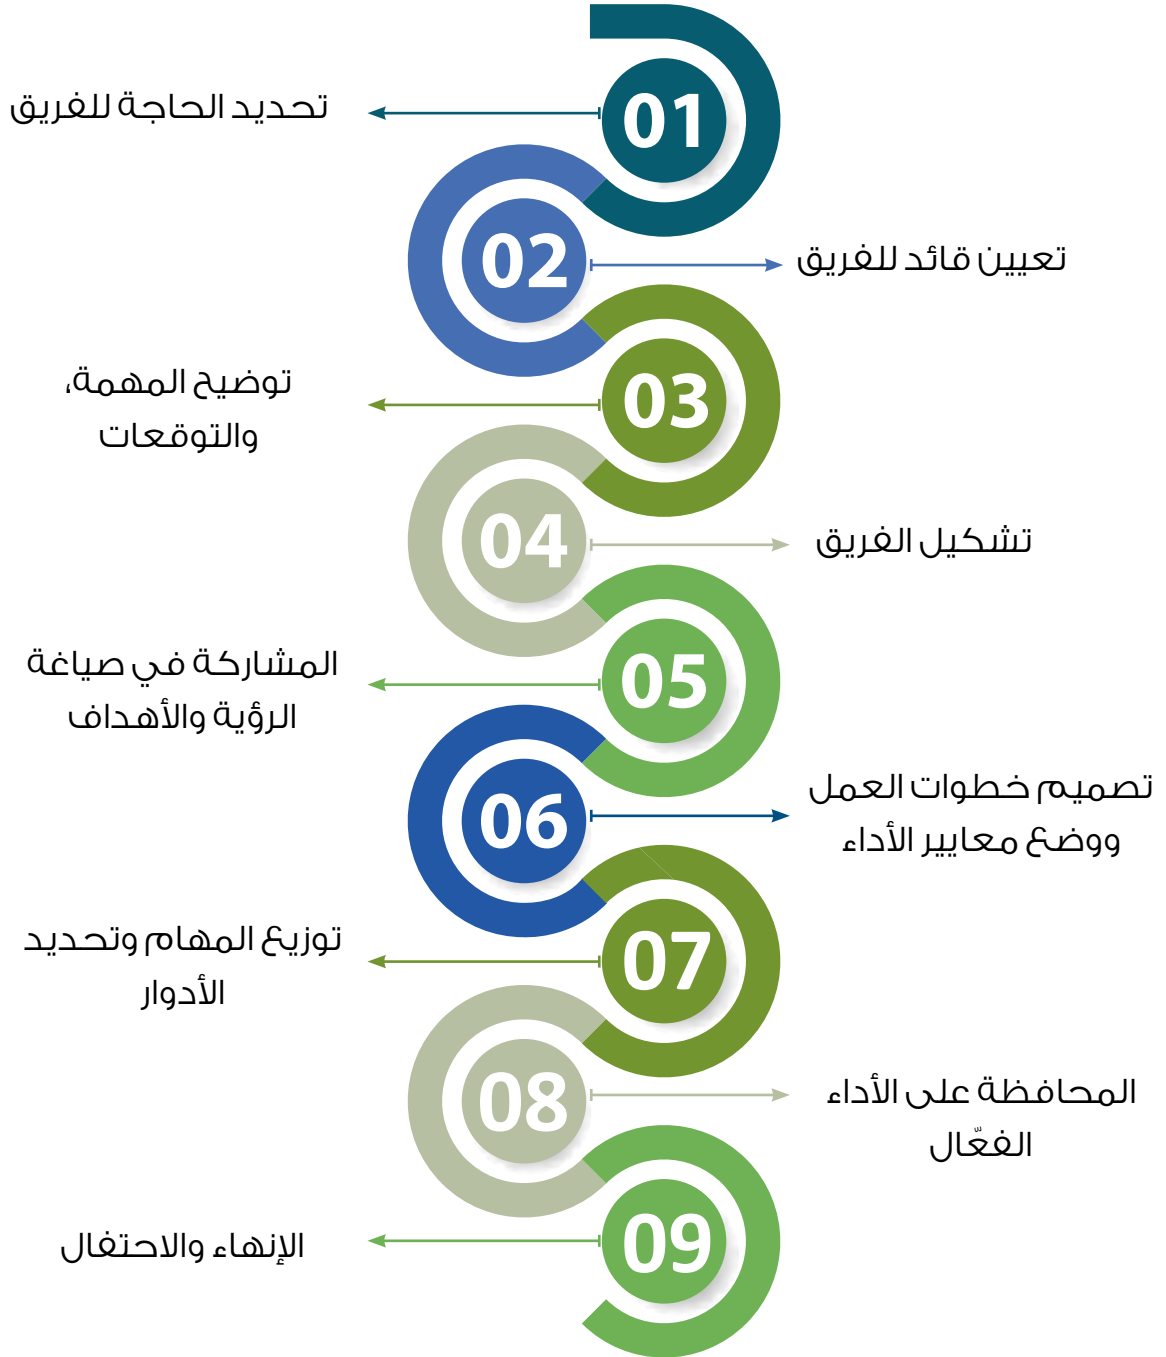 01
تحديد الحاجة للفريق
02
تعيين قائد للفريق
03
توضيح المهمة،
والتوقعات
04
تشكيل الفريق
05
المشاركة في صياغة
الرؤية والأهداف
06
تصميم خطوات العمل
ووضع معايير الأداء
07
توزيع المهام وتحديد
الأدوار
08
المحافظة على الأداء
الفعّال
09
الإنهاء والاحتفال